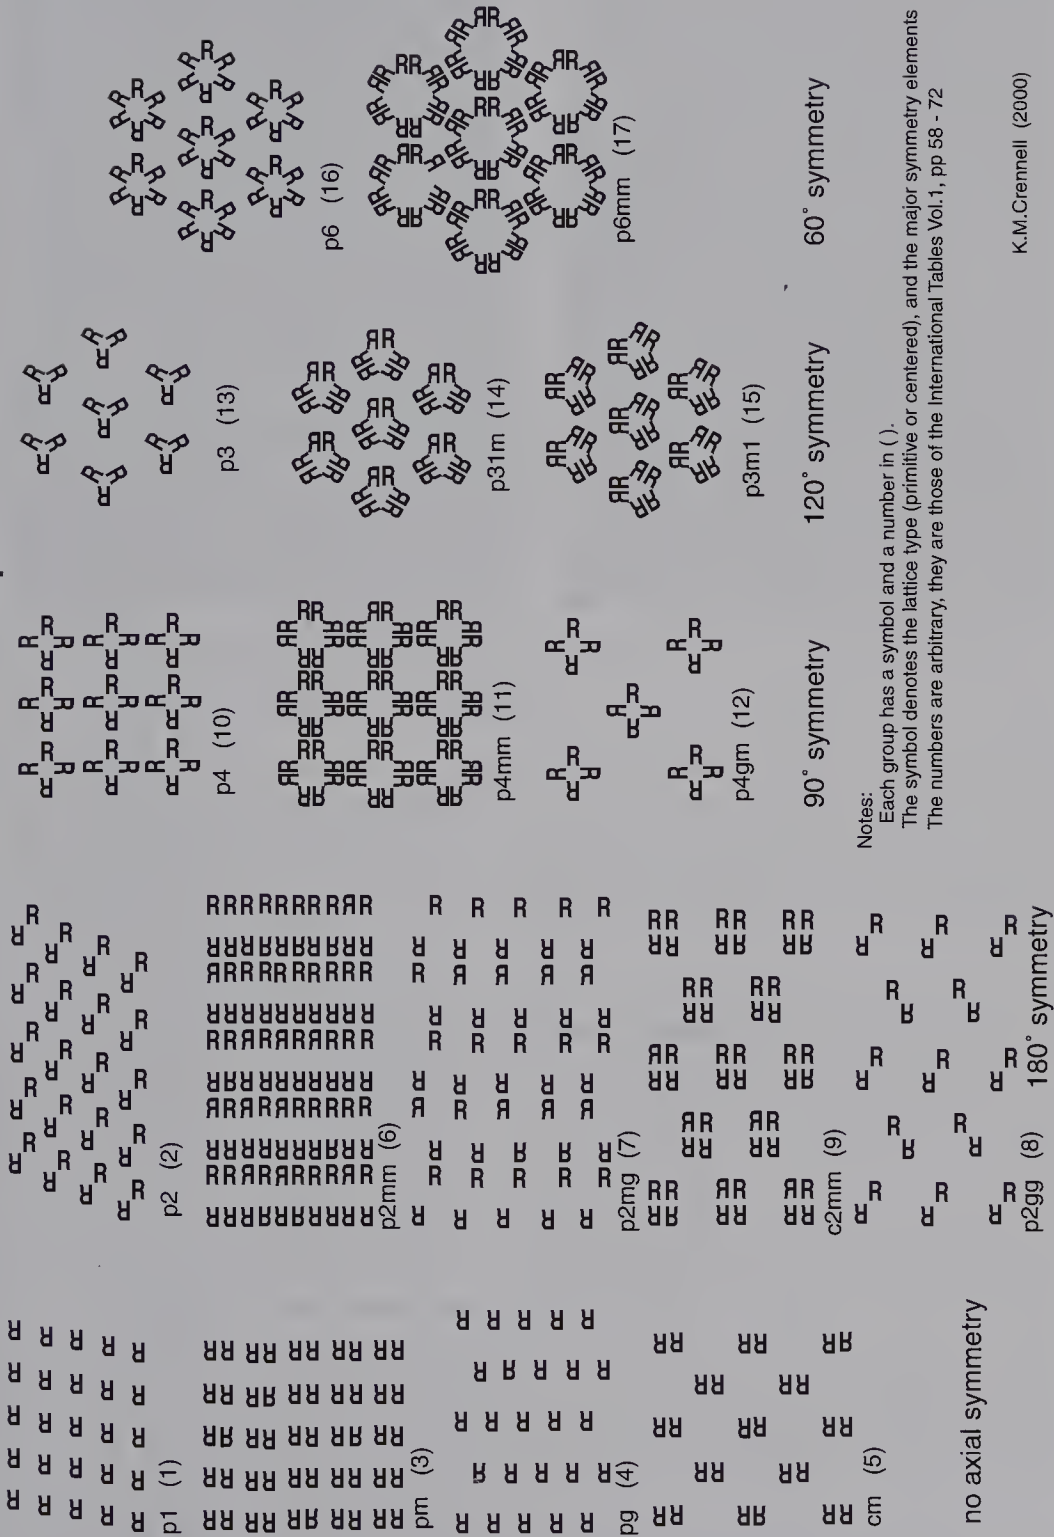 p1 (1)
pm (3)
pg (4)
cm (5)
no axial symmetry
p2 (2)
p2mm (6)
p2mg (7)
c2mm (9)
p2gg (8)
180° symmetry
p4 (10)
p4mm (11)
p4gm (12)
90° symmetry
p3 (13)
p31m (14)
p3m1 (15)
120° symmetry
p6 (16)
p6mm (17)
60° symmetry
Notes:
Each group has a symbol and a number in ( ).
The symbol denotes the lattice type (primitive or centered), and the major symmetry elements
The numbers are arbitrary, they are those of the International Tables Vol.1, pp 58 - 72
K.M.Crennell (2000)